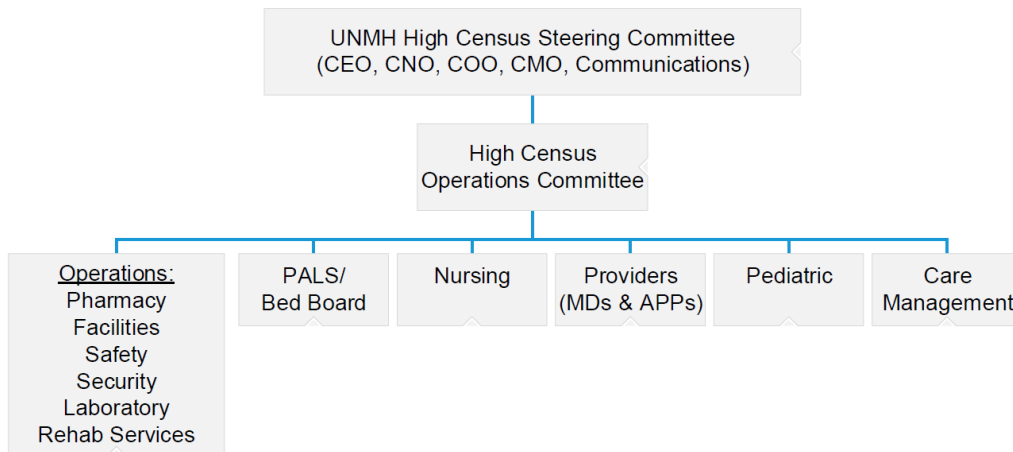 UNMH High Census Steering Committee
(CEO, CNO, COO, CMO, Communications)
High Census
Operations Committee
Operations:
Pharmacy
Facilities
Safety
Security
Laboratory
Rehab Services
PALS/
Bed Board
Nursing
Providers
(MDs & APPs)
Pediatric
Care
Management